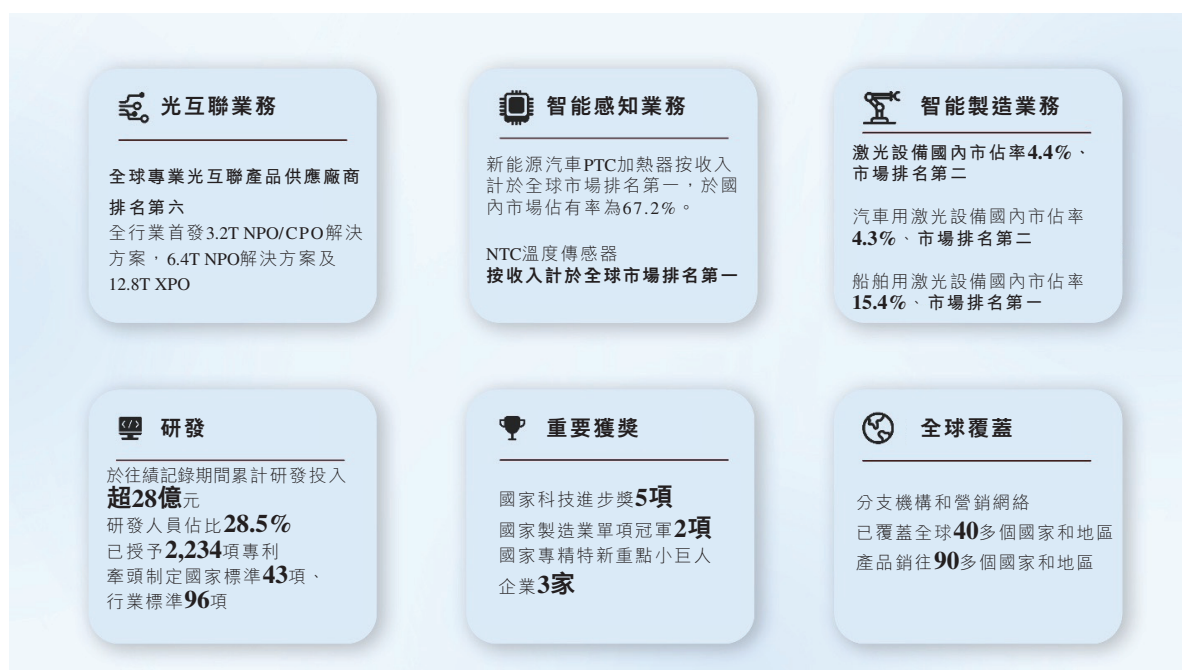 光互聯業務
全球專業光互聯產品供應廠商
排名第六
全行業首發3.2T NPO/CPO解決
方案，6.4T NPO解決方案及
12.8T XPO
智能感知業務
新能源汽車PTC加熱器按收入
計於全球市場排名第一，於國
內市場佔有率為67.2%。
NTC溫度傳感器
按收入計於全球市場排名第一
智能製造業務
激光設備國內市佔率4.4%、
市場排名第二
汽車用激光設備國內市佔率
4.3%、市場排名第二
船舶用激光設備國內市佔率
15.4%、市場排名第一
研發
於往績記錄期間累計研發投入
超28億元
研發人員佔比28.5%
已授予2,234項專利
牽頭制定國家標準43項、
行業標準96項
重要獲獎
國家科技進步獎5項
國家製造業單項冠軍2項
國家專精特新重點小巨人
企業3家
全球覆蓋
分支機構和營銷網絡
已覆蓋全球40多個國家和地區
產品銷往90多個國家和地區